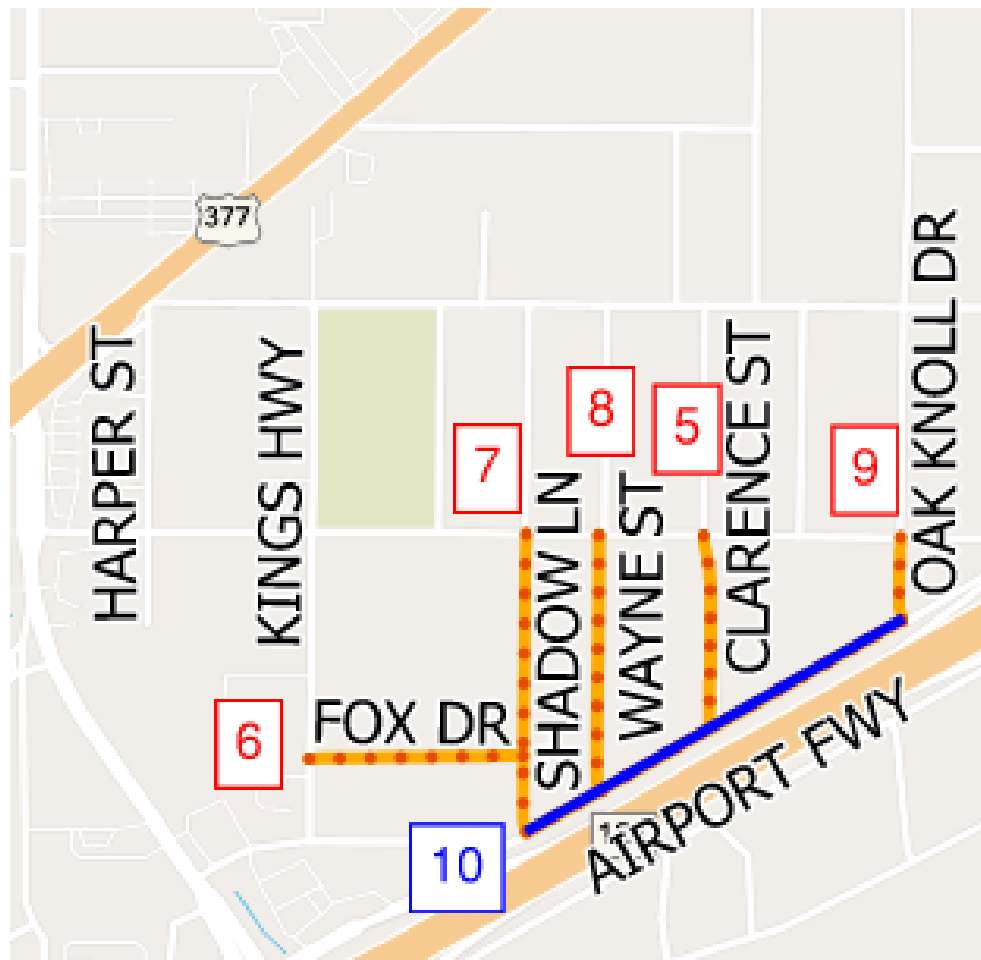 377
OAK KNOLL DR
HARPER ST
KINGS HWY
CLARENCE ST
8
5
7
9
SHADOW LN
WAYNE ST
6
FOX DR
10
AIRPORT FWY